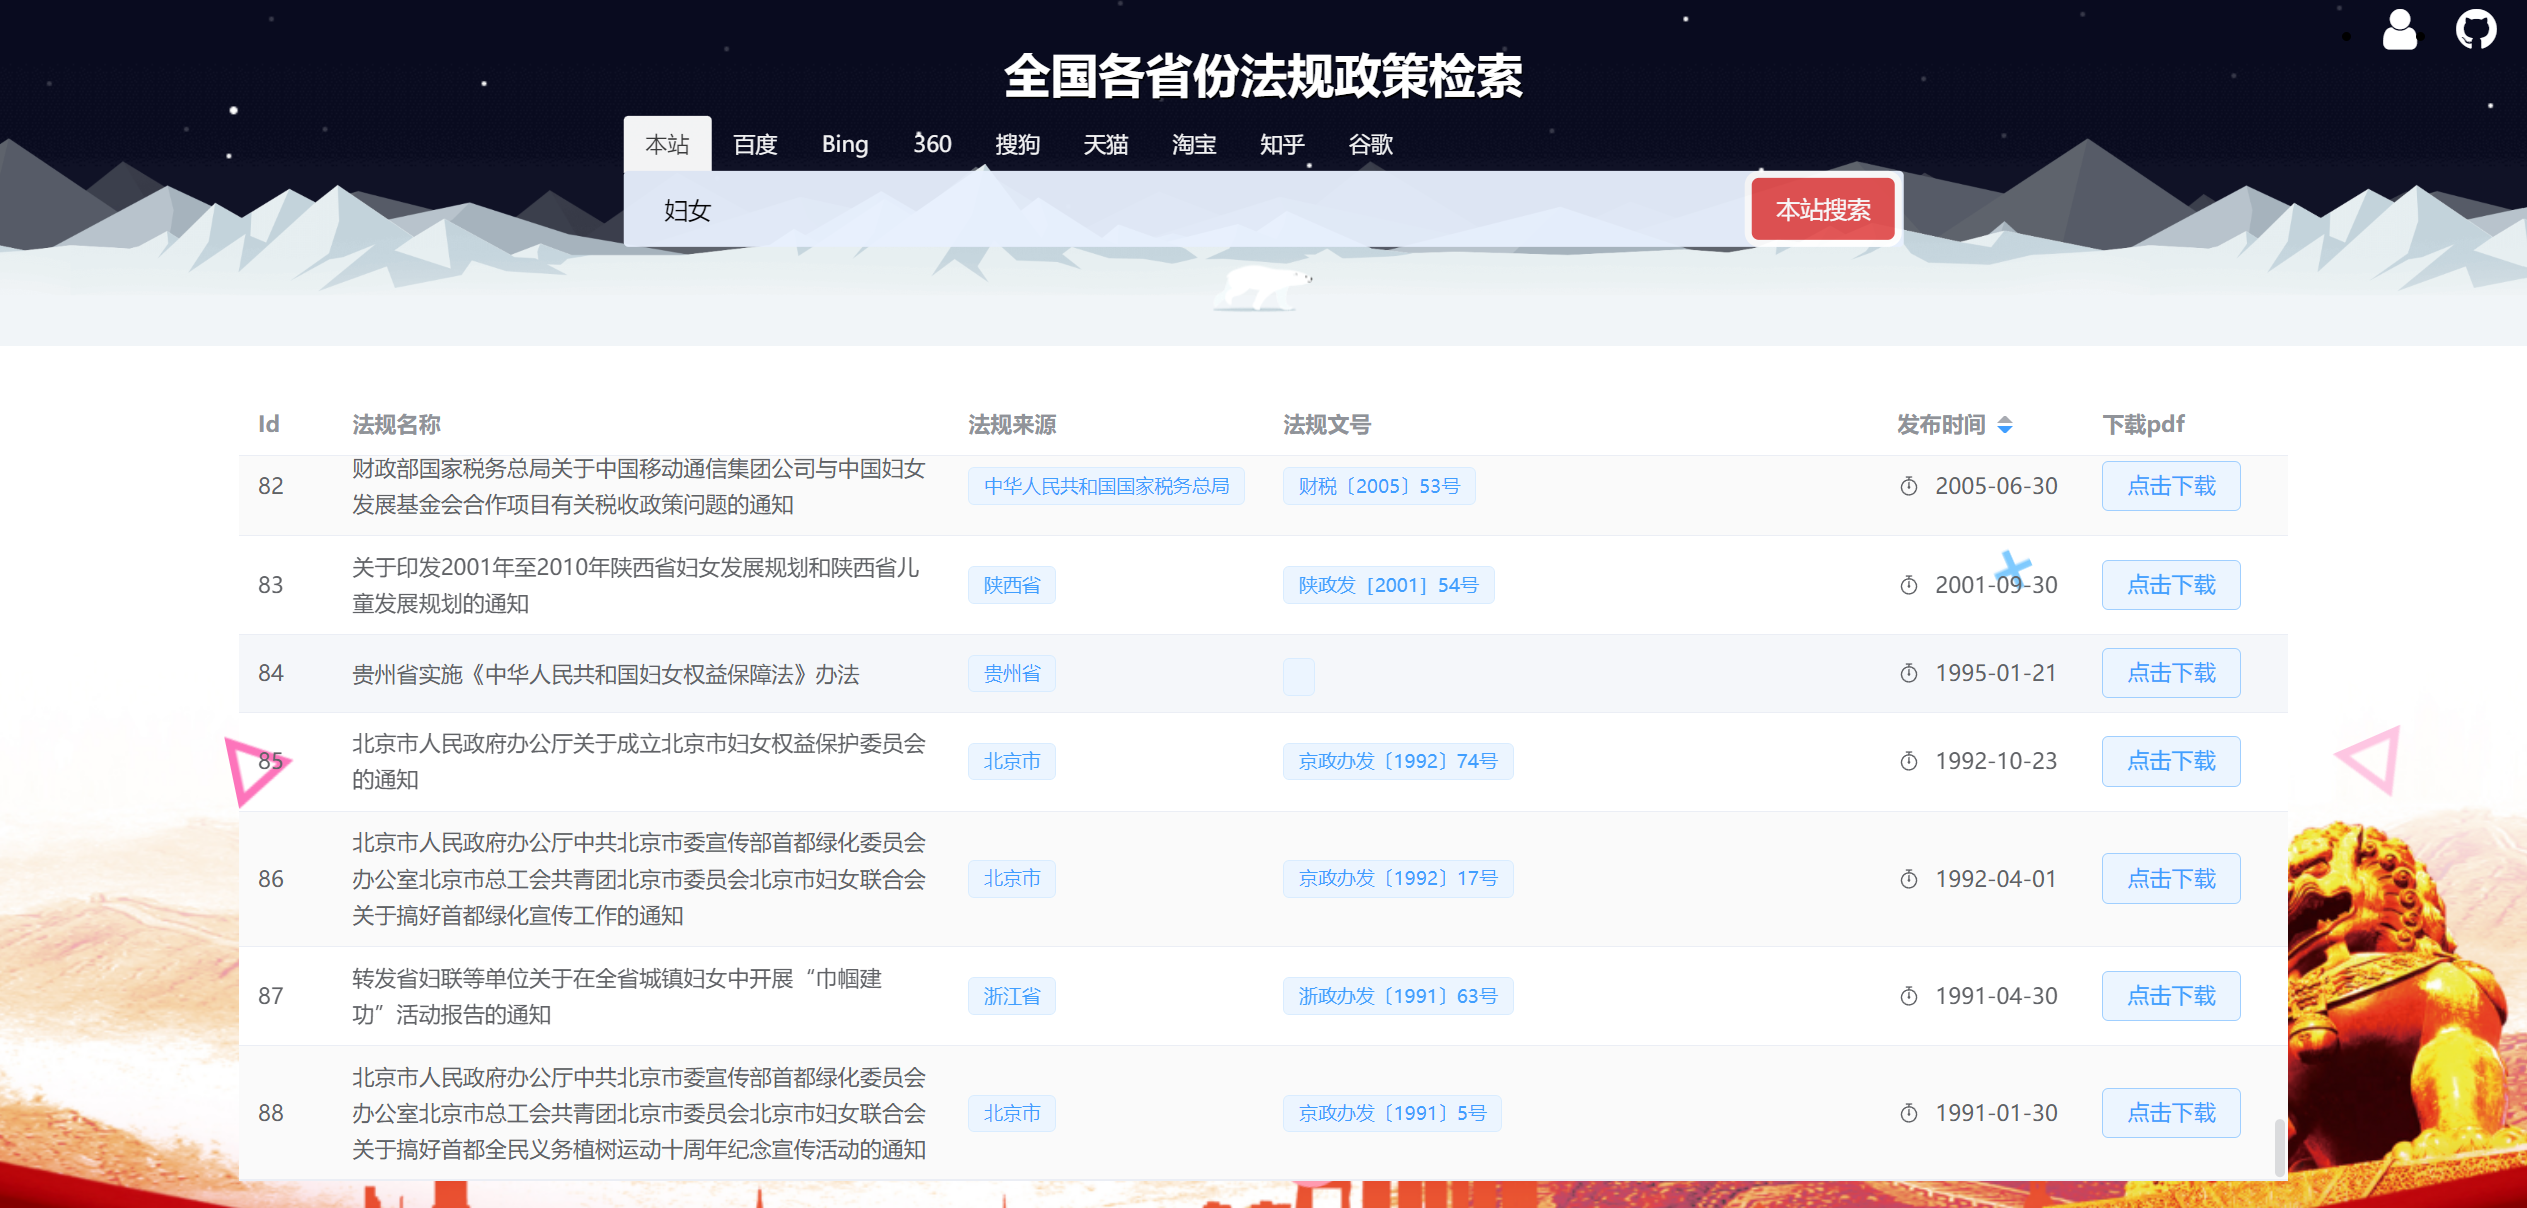 全国各省份法规政策检索
本站 百度 Bing 360 搜狗 天猫 淘宝 知乎 谷歌
妇女 本站搜索
Id 法规名称 法规来源 法规文号 发布时间 下载pdf
82 财政部国家税务总局关于中国移动通信集团公司与中国妇女
发展基金会合作项目有关税收政策问题的通知 中华人民共和国国家税务总局 财税〔2005〕53号 2005-06-30 点击下载
83 关于印发2001年至2010年陕西省妇女发展规划和陕西省儿
童发展规划的通知 陕西省 陕政发［2001］54号 2001-09-30 点击下载
84 贵州省实施《中华人民共和国妇女权益保障法》办法 贵州省 1995-01-21 点击下载
85 北京市人民政府办公厅关于成立北京市妇女权益保护委员会
的通知 北京市 京政办发〔1992〕74号 1992-10-23 点击下载
86 北京市人民政府办公厅中共北京市委宣传部首都绿化委员会
办公室北京市总工会共青团北京市委员会北京市妇女联合会
关于搞好首都绿化宣传工作的通知 北京市 京政办发〔1992〕17号 1992-04-01 点击下载
87 转发省妇联等单位关于在全省城镇妇女中开展“巾帼建
功”活动报告的通知 浙江省 浙政办发〔1991〕63号 1991-04-30 点击下载
88 北京市人民政府办公厅中共北京市委宣传部首都绿化委员会
办公室北京市总工会共青团北京市委员会北京市妇女联合会
关于搞好首都全民义务植树运动十周年纪念宣传活动的通知 北京市 京政办发〔1991〕5号 1991-01-30 点击下载